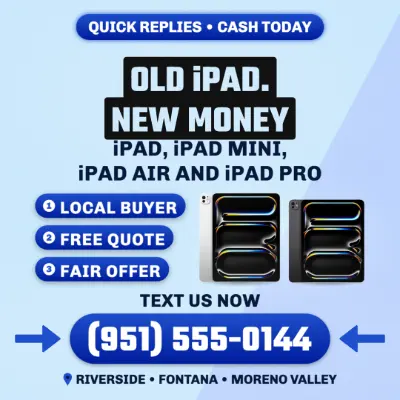 QUICK REPLIES • CASH TODAY
OLD iPAD.
NEW MONEY
iPAD, iPAD MINI,
iPAD AIR AND iPAD PRO
1 LOCAL BUYER
2 FREE QUOTE
3 FAIR OFFER
TEXT US NOW
(951) 555-0144
RIVERSIDE • FONTANA • MORENO VALLEY